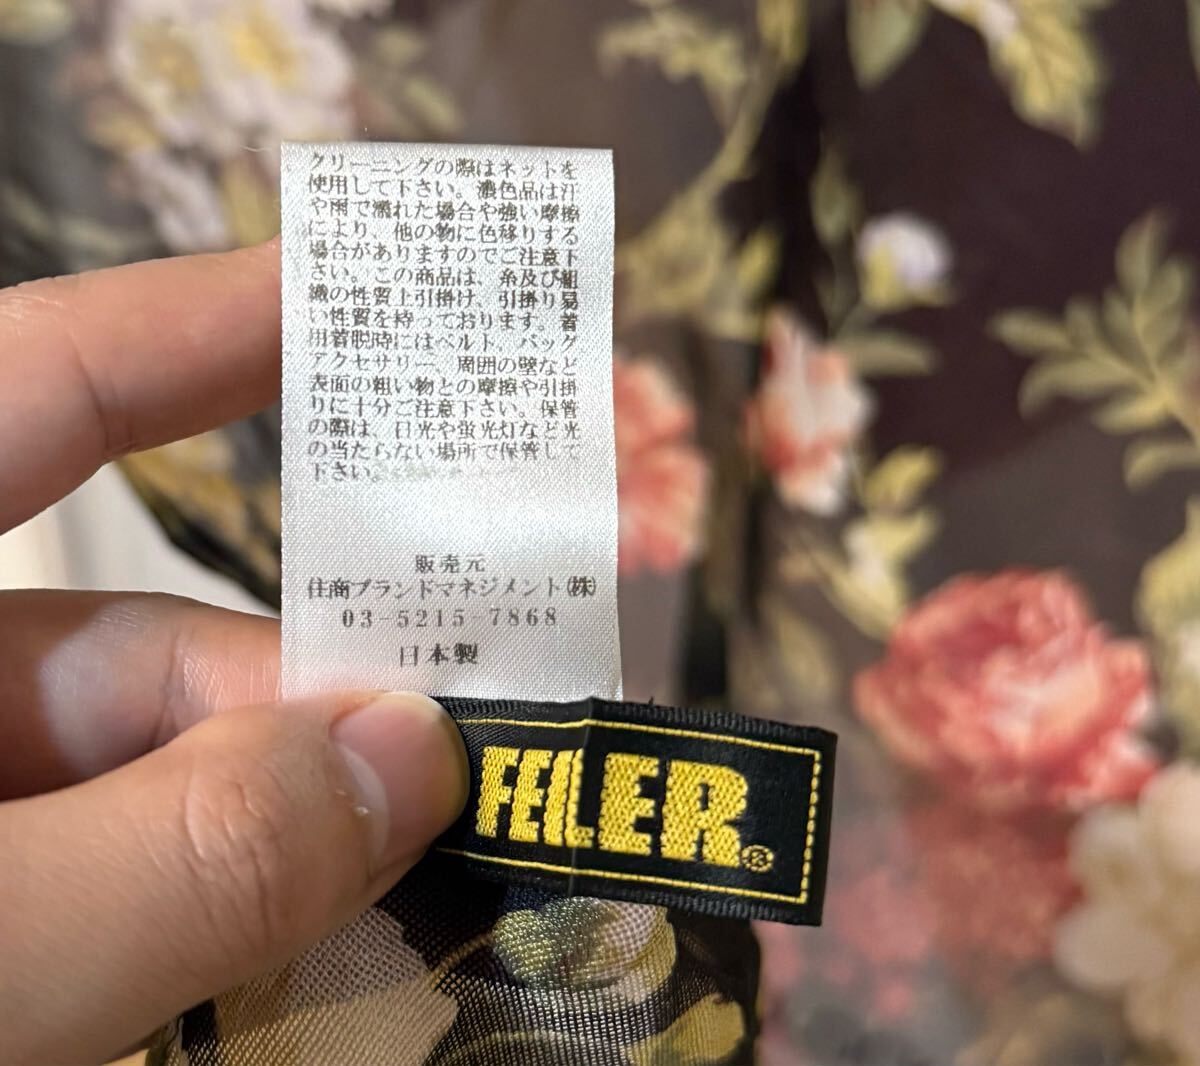 クリーニングの際はネットを
使用して下さい。濃色品は汗
や雨で濡れた場合や強い摩擦
により、他の物に色移りする
場合がありますのでご注意下
さい。この商品は、糸及び組
織の性質上引掛け、引掛り易
い性質を持っております。着
用着脱時にはベルト、バッグ
アクセサリー、周囲の壁など
表面の粗い物との摩擦や引掛
りに十分ご注意下さい。保管
の際は、日光や蛍光灯など光
の当たらない場所で保管して
下さい。
販売元
住商ブランドマネジメント(株)
03-5215-7868
日本製
FEILER®